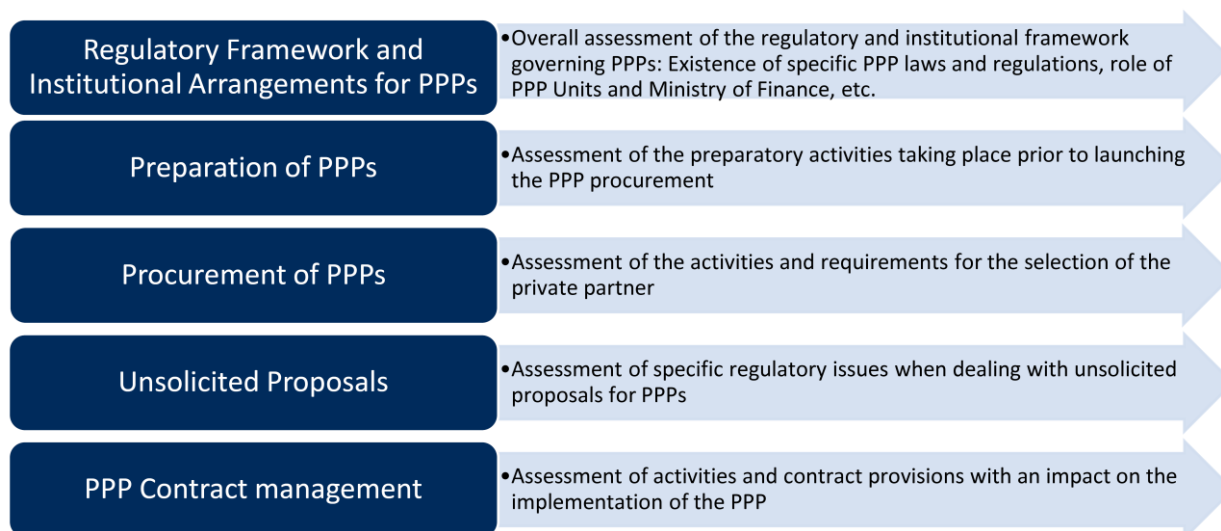 Regulatory Framework and
Institutional Arrangements for PPPs
•Overall assessment of the regulatory and institutional framework
governing PPPs: Existence of specific PPP laws and regulations, role of
PPP Units and Ministry of Finance, etc.
Preparation of PPPs
•Assessment of the preparatory activities taking place prior to launching
the PPP procurement
Procurement of PPPs
•Assessment of the activities and requirements for the selection of the
private partner
Unsolicited Proposals
•Assessment of specific regulatory issues when dealing with unsolicited
proposals for PPPs
PPP Contract management
•Assessment of activities and contract provisions with an impact on the
implementation of the PPP